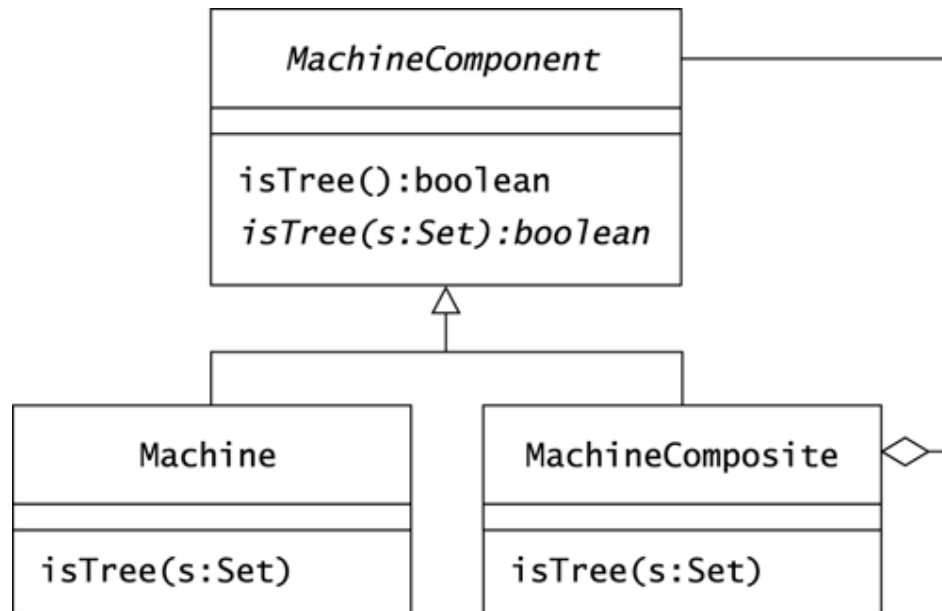 MachineComponent
isTree():boolean
isTree(s:Set):boolean
Machine
isTree(s:Set)
MachineComposite
isTree(s:Set)